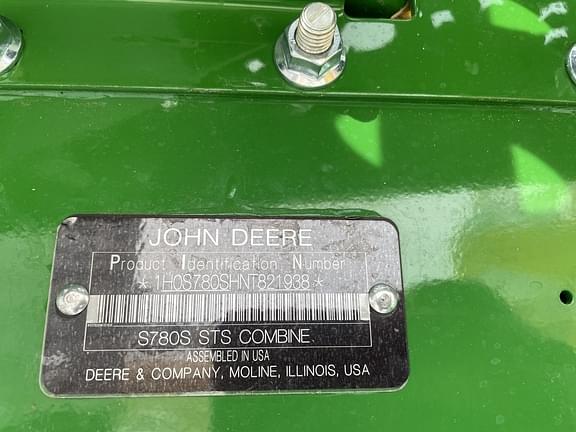 JOHN DEERE
Product Identification Number
*1H0S780SHNT821938*
S780S STS COMBINE
ASSEMBLED IN USA
DEERE & COMPANY, MOLINE, ILLINOIS, USA